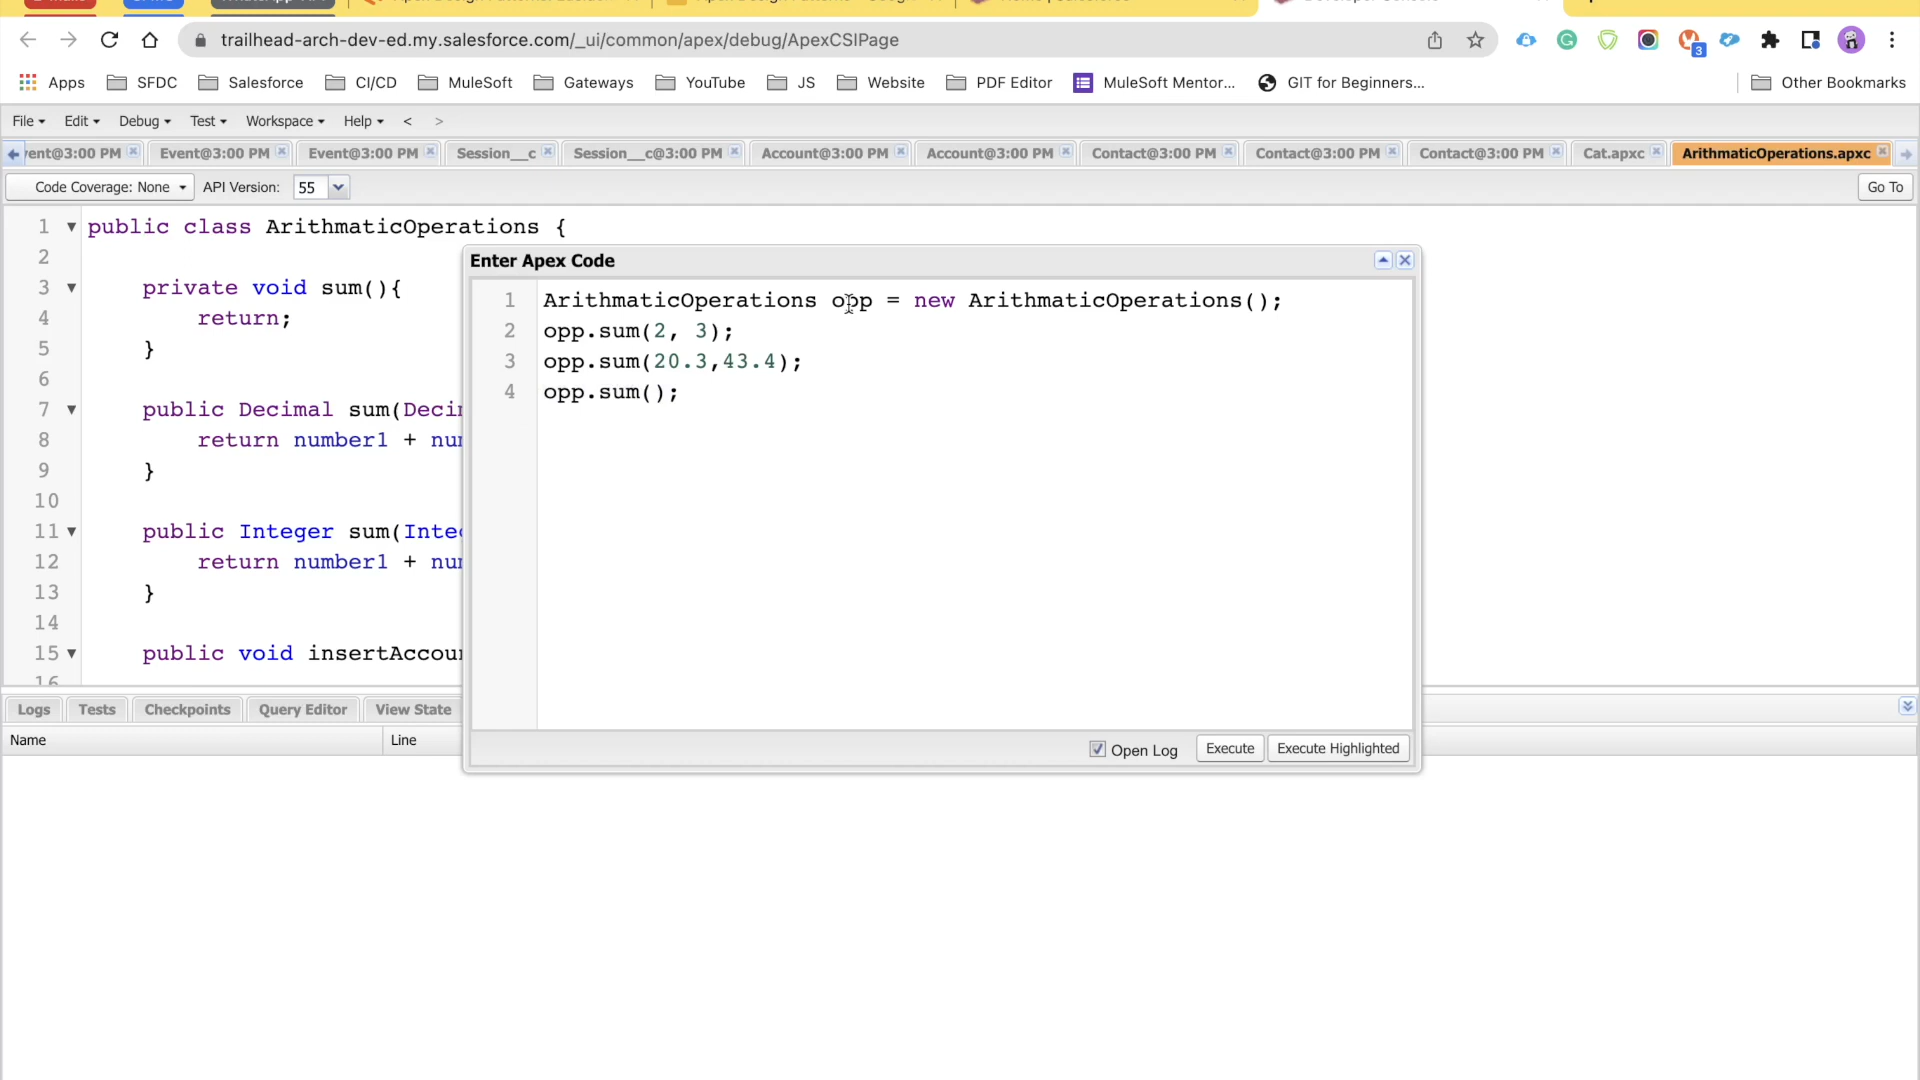 trailhead-arch-dev-ed.my.salesforce.com/_ui/common/apex/debug/ApexCSIPage
3
Apps SFDC Salesforce CI/CD MuleSoft Gateways YouTube JS Website PDF Editor MuleSoft Mentor... GIT for Beginners... Other Bookmarks
File Edit Debug Test Workspace Help < >
vent@3:00 PM Event@3:00 PM Event@3:00 PM Session__c Session__c@3:00 PM Account@3:00 PM Account@3:00 PM Contact@3:00 PM Contact@3:00 PM Contact@3:00 PM Cat.apxc ArithmaticOperations.apxc
Code Coverage: None API Version: 55 Go To
1 public class ArithmaticOperations {
2
3 private void sum(){
4 return;
5 }
6
7 public Decimal sum(Decim
8 return number1 + num
9 }
10
11 public Integer sum(Integ
12 return number1 + num
13 }
14
15 public void insertAccoun
16
Enter Apex Code
1 ArithmaticOperations opp = new ArithmaticOperations();
2 opp.sum(2, 3);
3 opp.sum(20.3,43.4);
4 opp.sum();
Open Log Execute Execute Highlighted
Logs Tests Checkpoints Query Editor View State
Name Line